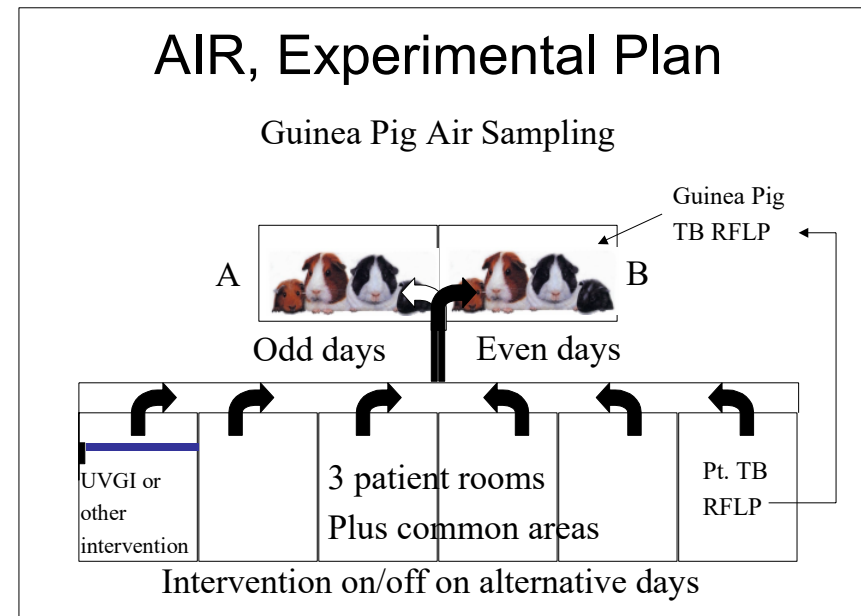 AIR, Experimental Plan
Guinea Pig Air Sampling
Guinea Pig
TB RFLP
A
B
Odd days
Even days
UVGI or
other
intervention
3 patient rooms
Plus common areas
Pt. TB
RFLP
Intervention on/off on alternative days